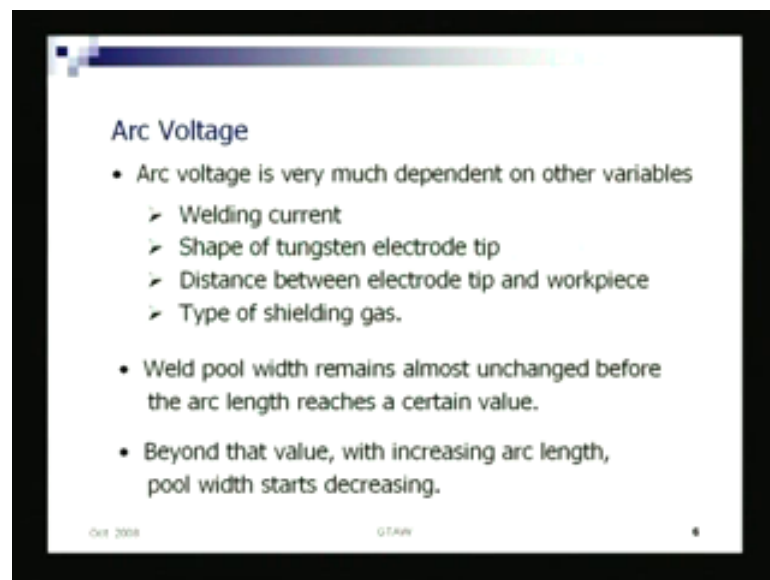 Arc Voltage
• Arc voltage is very much dependent on other variables
➢ Welding current
➢ Shape of tungsten electrode tip
➢ Distance between electrode tip and workpiece
➢ Type of shielding gas.
• Weld pool width remains almost unchanged before
the arc length reaches a certain value.
• Beyond that value, with increasing arc length,
pool width starts decreasing.
Oct 2008
GTAW
6